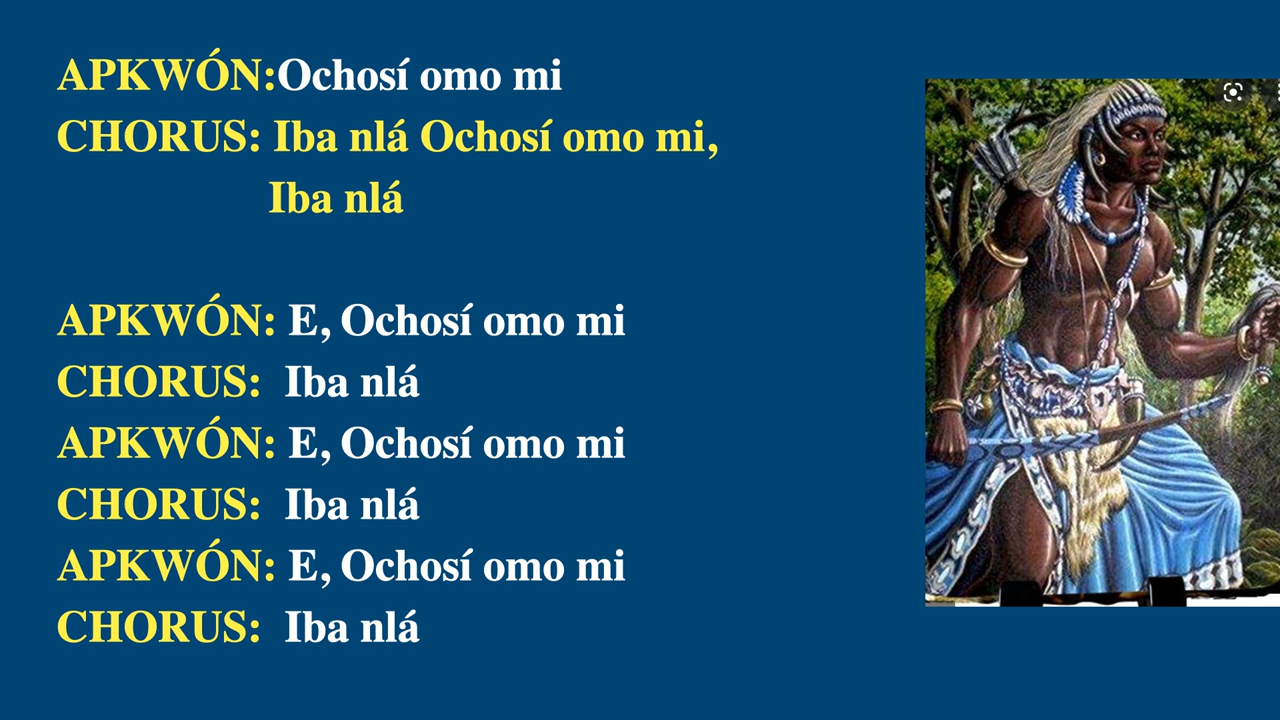 APKWÓN:Ochosí omo mi
CHORUS: Iba nlá Ochosí omo mi,
Iba nlá
APKWÓN: E, Ochosí omo mi
CHORUS: Iba nlá
APKWÓN: E, Ochosí omo mi
CHORUS: Iba nlá
APKWÓN: E, Ochosí omo mi
CHORUS: Iba nlá